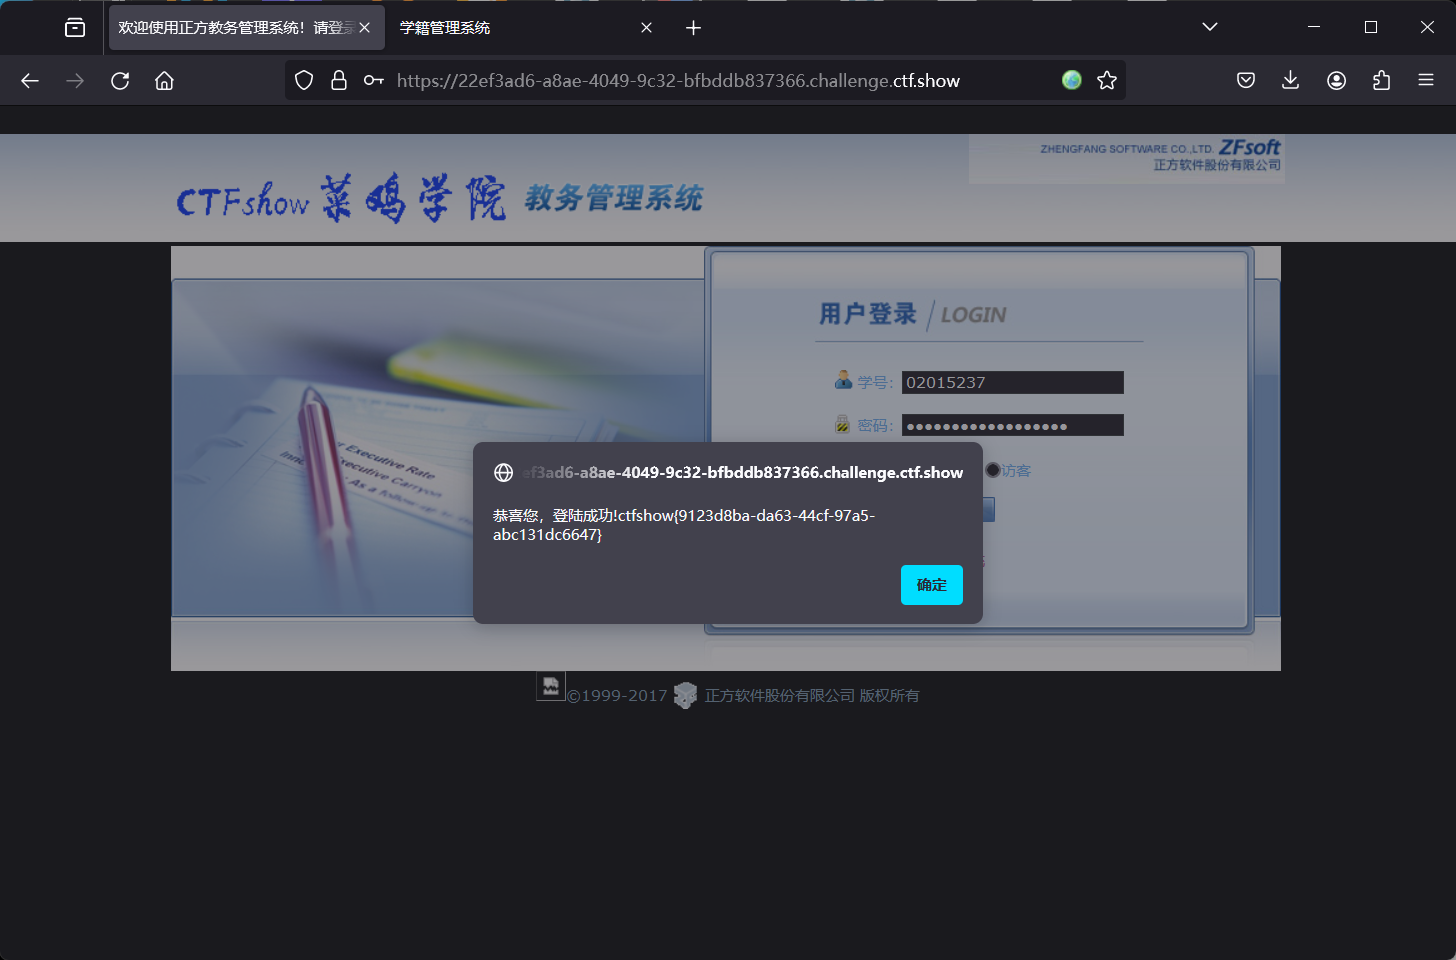 欢迎使用正方教务管理系统！请登录
学籍管理系统
https://22ef3ad6-a8ae-4049-9c32-bfbddb837366.challenge.ctf.show
ZHENGFANG SOFTWARE CO.,LTD. ZFsoft
正方软件股份有限公司
CTFshow 菜鸡学院 教务管理系统
用户登录 LOGIN
学号: 02015237
密码: ••••••••••••••••••
访客
ef3ad6-a8ae-4049-9c32-bfbddb837366.challenge.ctf.show
恭喜您，登陆成功!ctfshow{9123d8ba-da63-44cf-97a5-
abc131dc6647}
确定
Executive Rate
Executive Carryon
©1999-2017 正方软件股份有限公司 版权所有